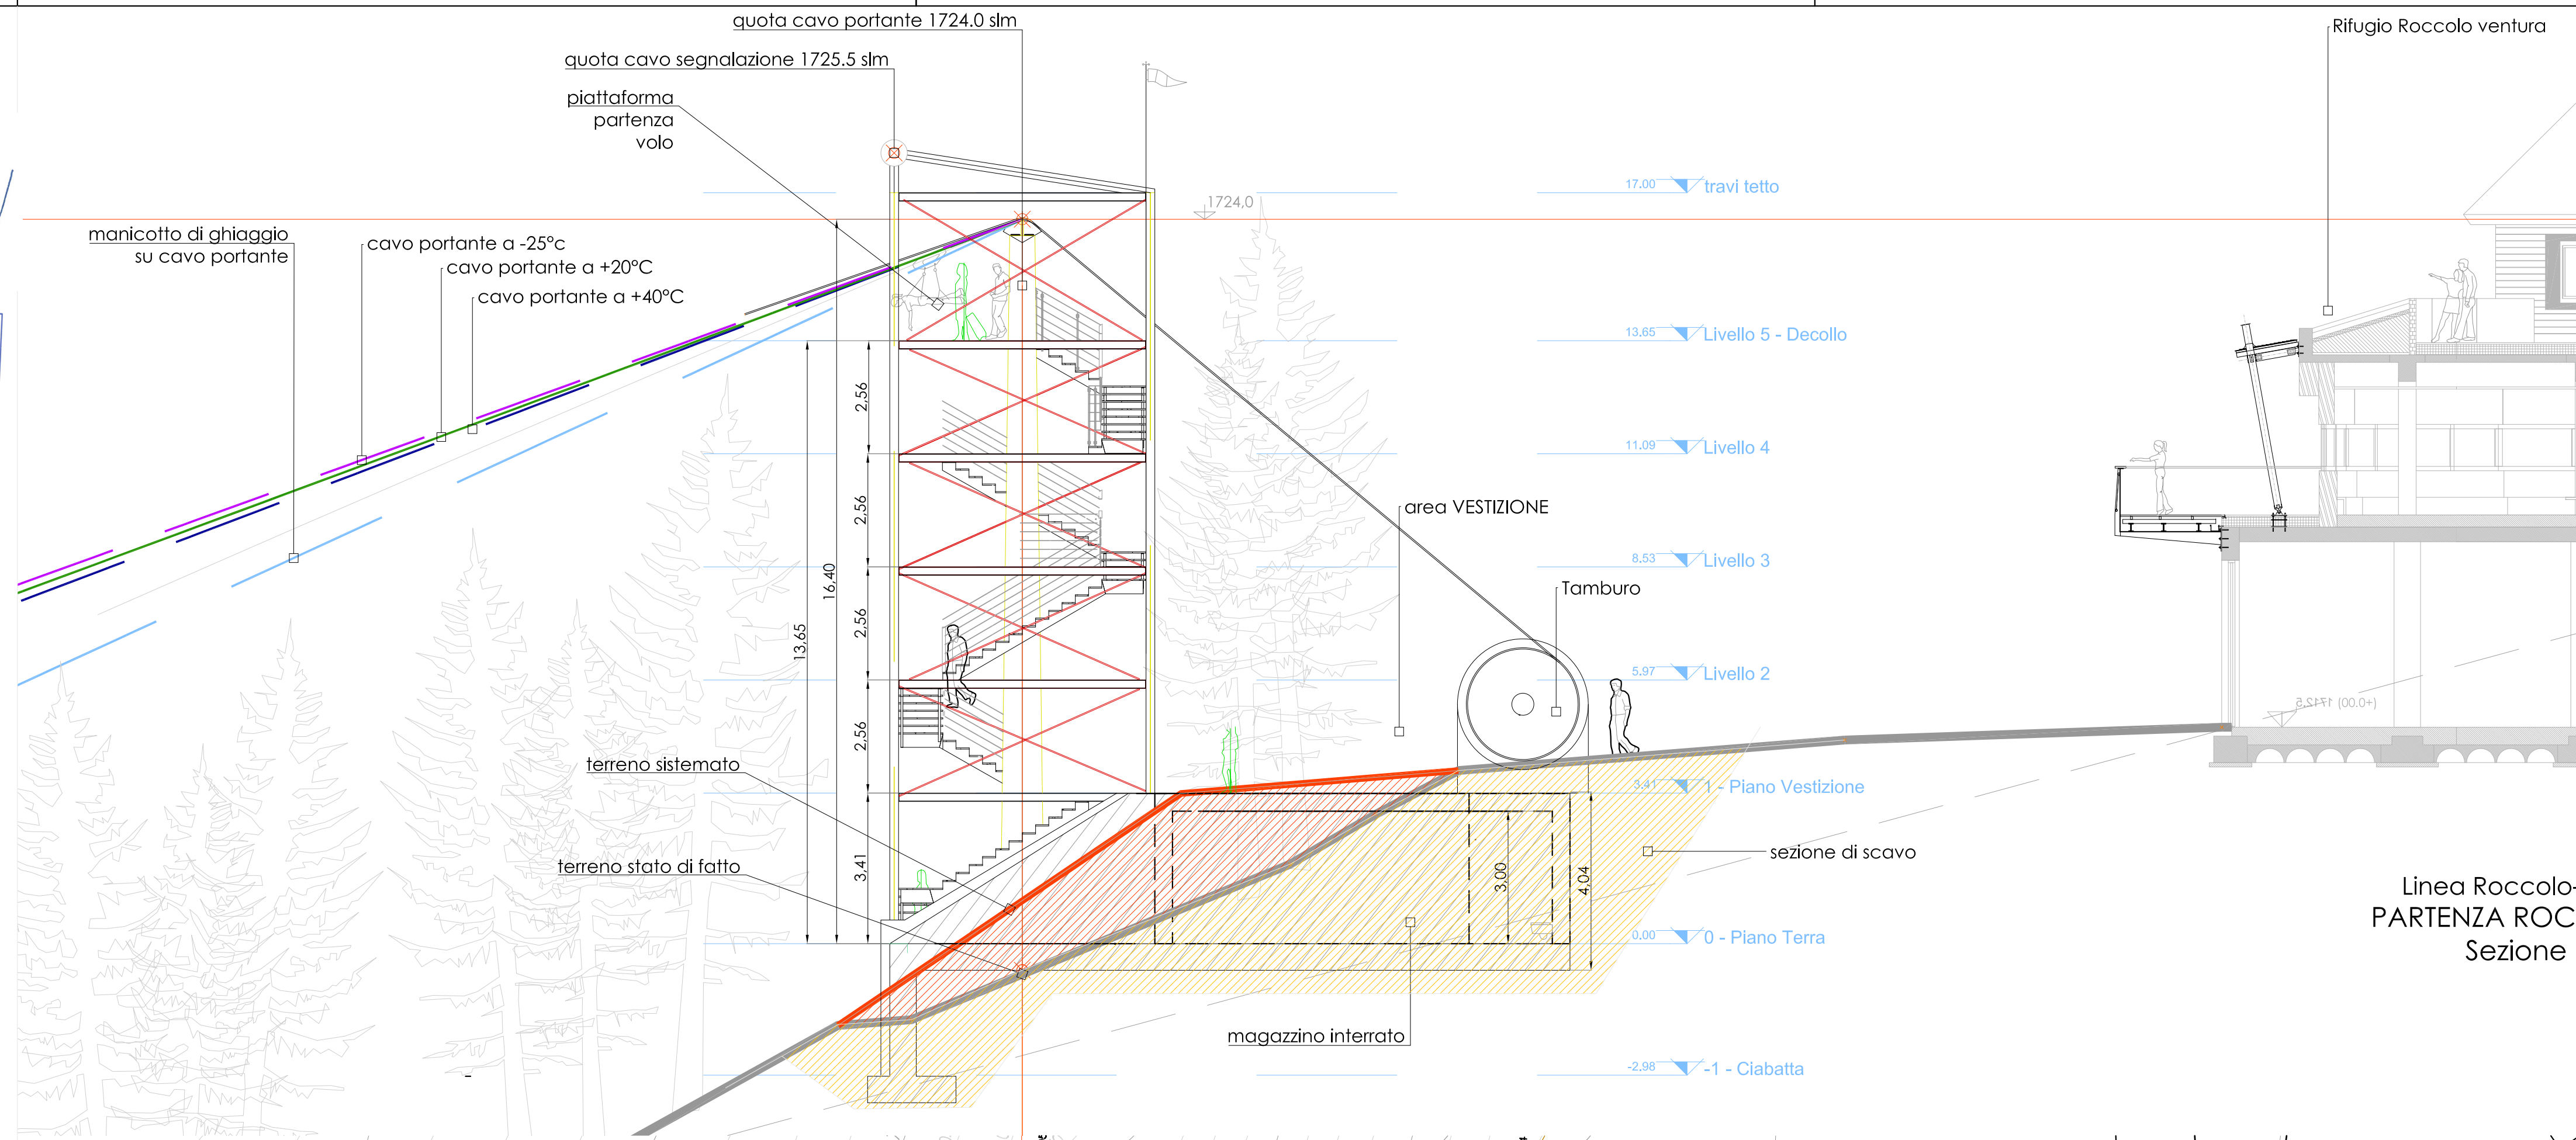 quota cavo portante 1724.0 slm
Rifugio Roccolo ventura
quota cavo segnalazione 1725.5 slm
piattaforma
partenza
volo
17.00 travi tetto
1724,0
manicotto di ghiaggio
su cavo portante
cavo portante a -25°c
cavo portante a +20°C
cavo portante a +40°C
13.65 Livello 5 - Decollo
2,56
11.09 Livello 4
2,56
area VESTIZIONE
8.53 Livello 3
16,40
13,65
2,56
Tamburo
5.97 Livello 2
(+0.00) 1712.5
2,56
terreno sistemato
3.41 1 - Piano Vestizione
terreno stato di fatto
3,41
3,00
4,04
sezione di scavo
Linea Roccolo-
PARTENZA ROC
Sezione
0.00 0 - Piano Terra
magazzino interrato
-2.98 -1 - Ciabatta